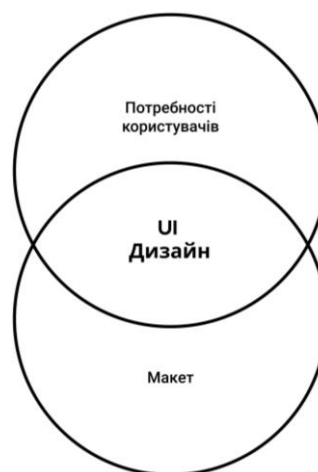 Потребності
користувачів
UI
Дизайн
Макет